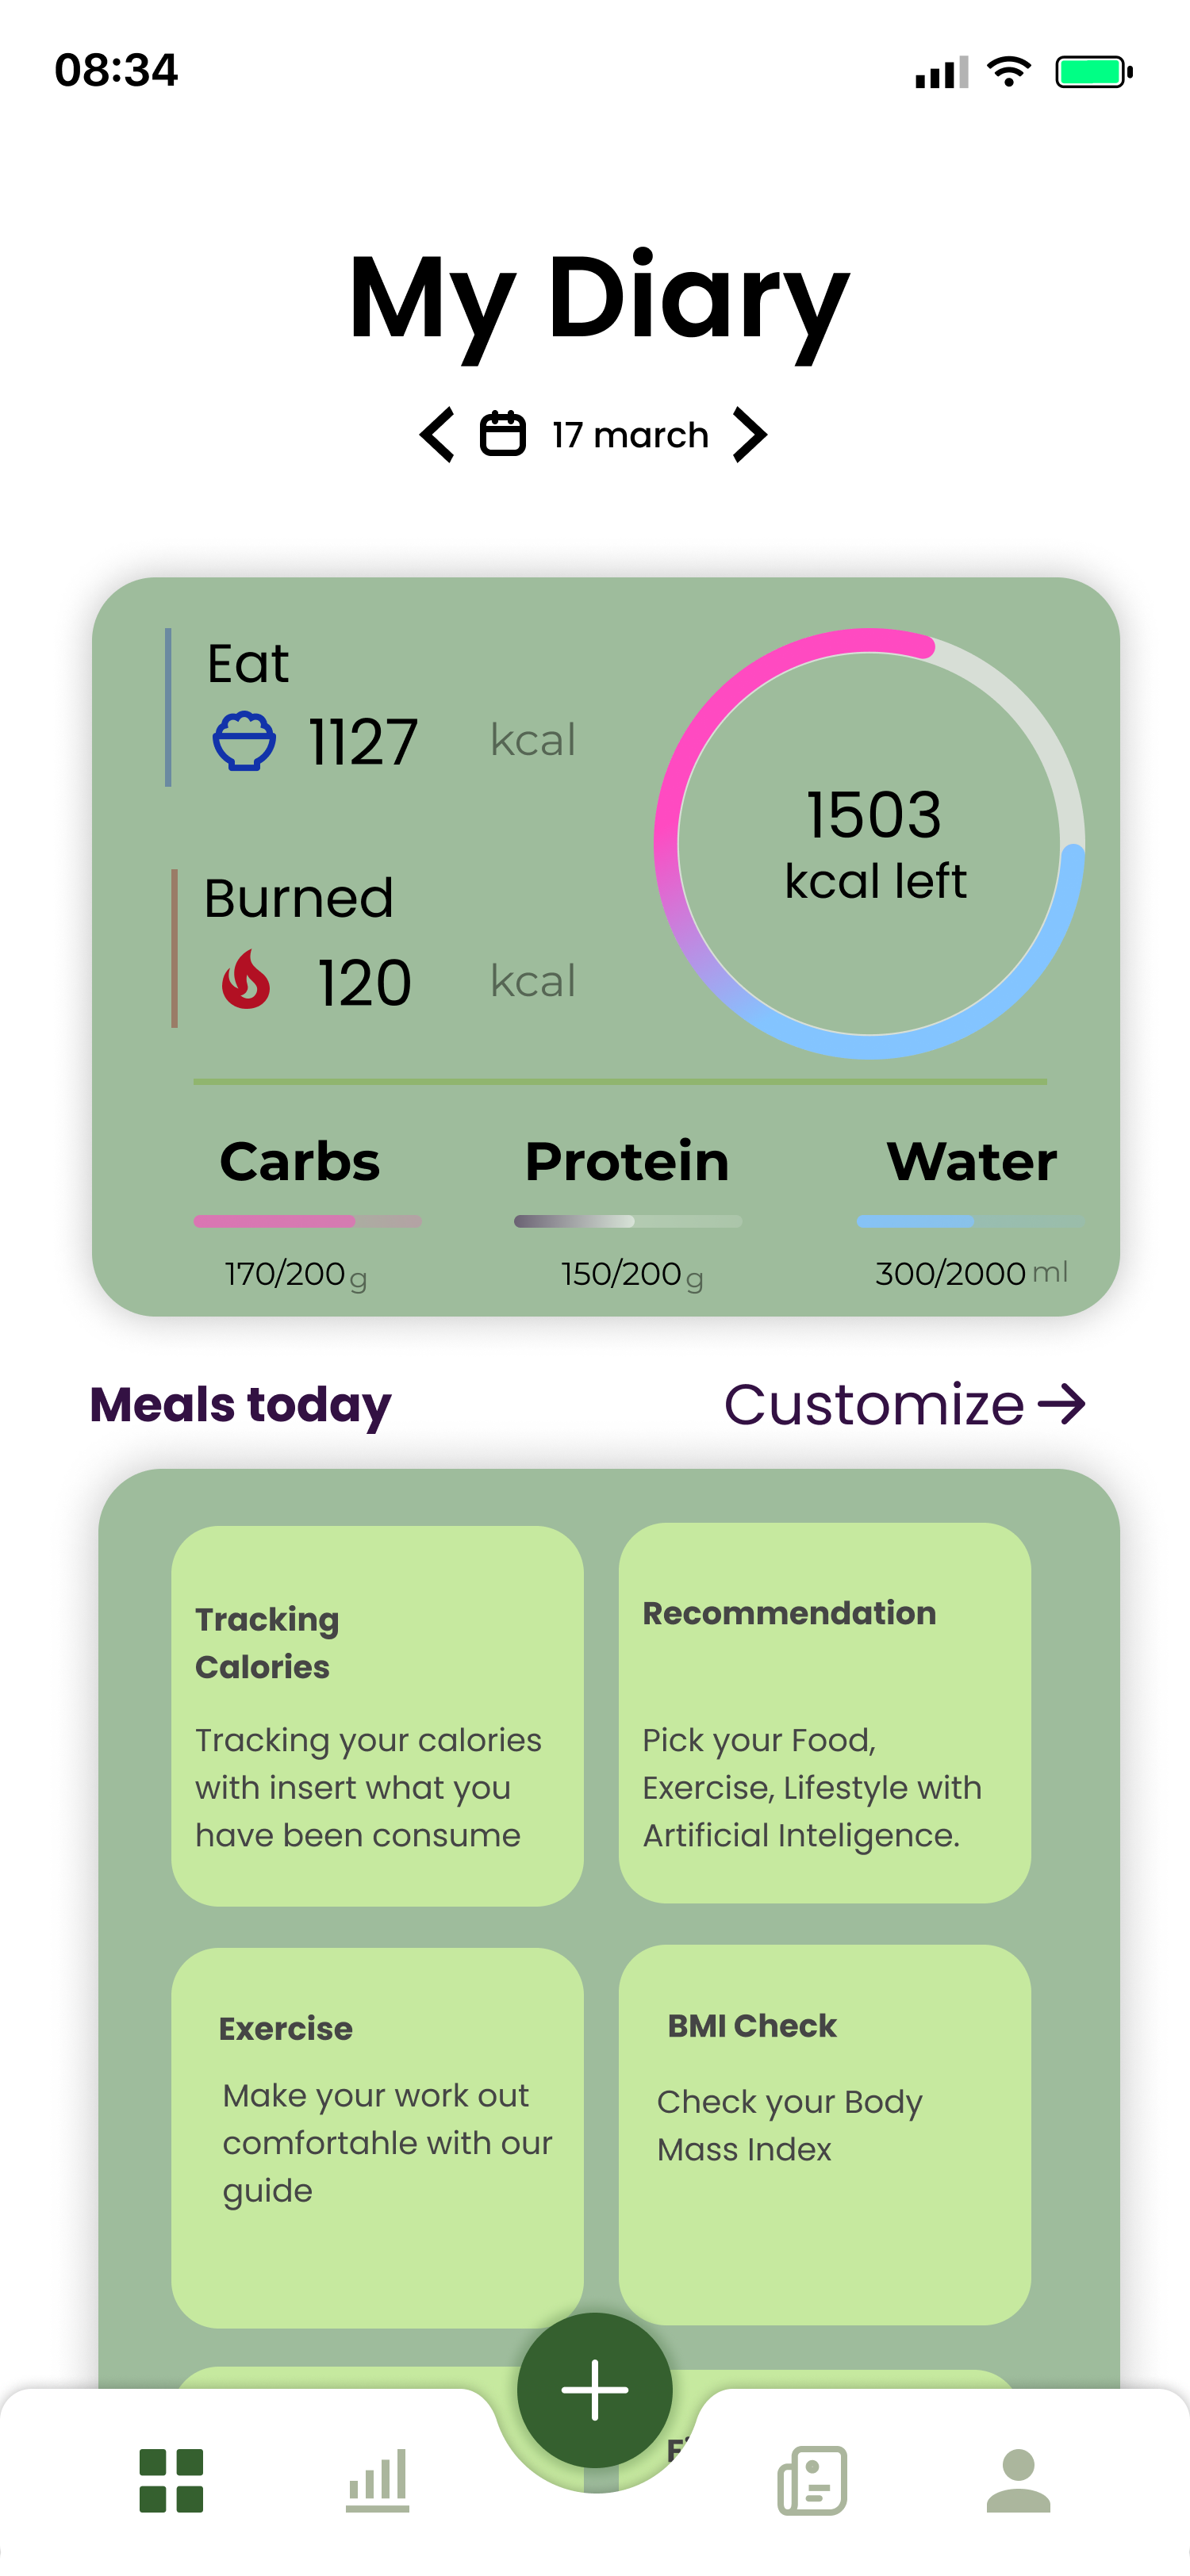 08:34
My Diary
17 march
Eat
1127 kcal
1503
kcal left
Burned
120 kcal
Carbs Protein Water
170/200 g 150/200 g 300/2000 ml
Meals today Customize
Tracking
Calories
Tracking your calories
with insert what you
have been consume
Recommendation
Pick your Food,
Exercise, Lifestyle with
Artificial Inteligence.
Exercise
Make your work out
comfortahle with our
guide
BMI Check
Check your Body
Mass Index